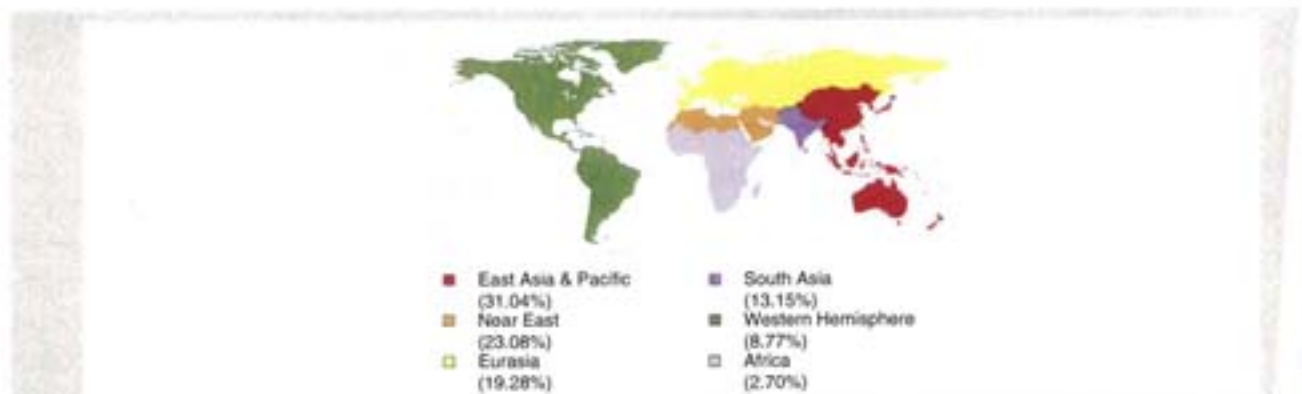 East Asia & Pacific
(31.04%)
Near East
(23.08%)
Eurasia
(19.28%)
South Asia
(13.15%)
Western Hemisphere
(8.77%)
Africa
(2.70%)